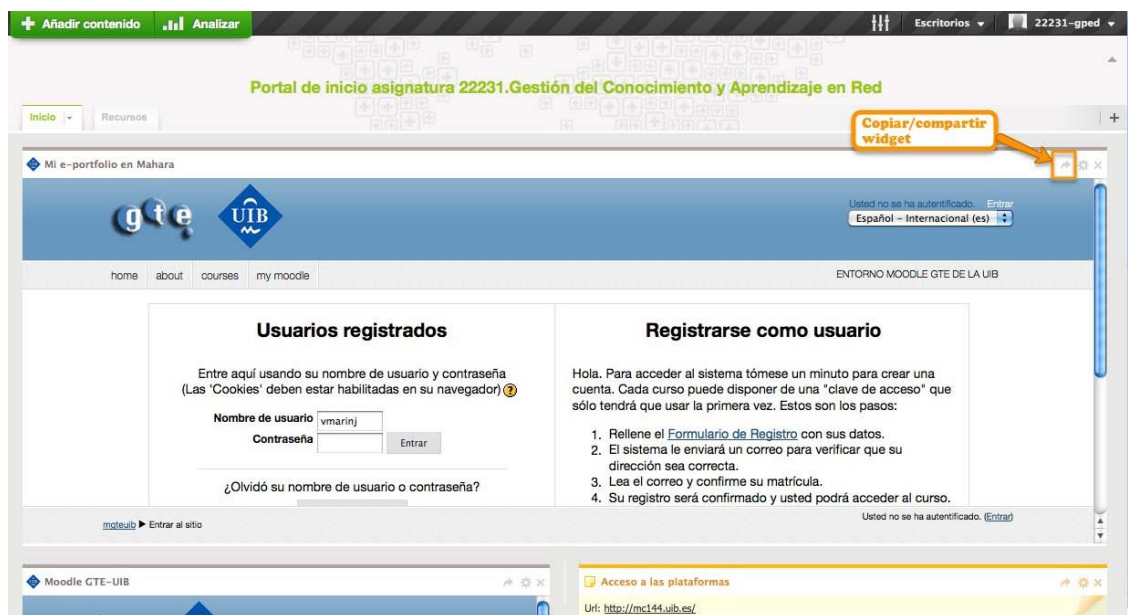 Añadir contenido Analizar Escritorios 22231-gped
Portal de inicio asignatura 22231.Gestión del Conocimiento y Aprendizaje en Red
Inicio Recursos
Copiar/compartir
widget
Mi e-portfolio en Mahara
gte UIB
Usted no se ha autentificado. Entrar
Español - Internacional (es)
home about courses my moodle ENTORNO MOODLE GTE DE LA UIB
Usuarios registrados
Entre aquí usando su nombre de usuario y contraseña
(Las 'Cookies' deben estar habilitadas en su navegador)
Nombre de usuario vmarinj
Contraseña Entrar
¿Olvidó su nombre de usuario o contraseña?
Registrarse como usuario
Hola. Para acceder al sistema tómese un minuto para crear una
cuenta. Cada curso puede disponer de una "clave de acceso" que
sólo tendrá que usar la primera vez. Estos son los pasos:
1. Rellene el Formulario de Registro con sus datos.
2. El sistema le enviará un correo para verificar que su
dirección sea correcta.
3. Lea el correo y confirme su matrícula.
4. Su registro será confirmado y usted podrá acceder al curso.
mgteuib ► Entrar al sitio
Usted no se ha autentificado. (Entrar)
Moodle GTE-UIB
Acceso a las plataformas
Url: http://mc144.uib.es/